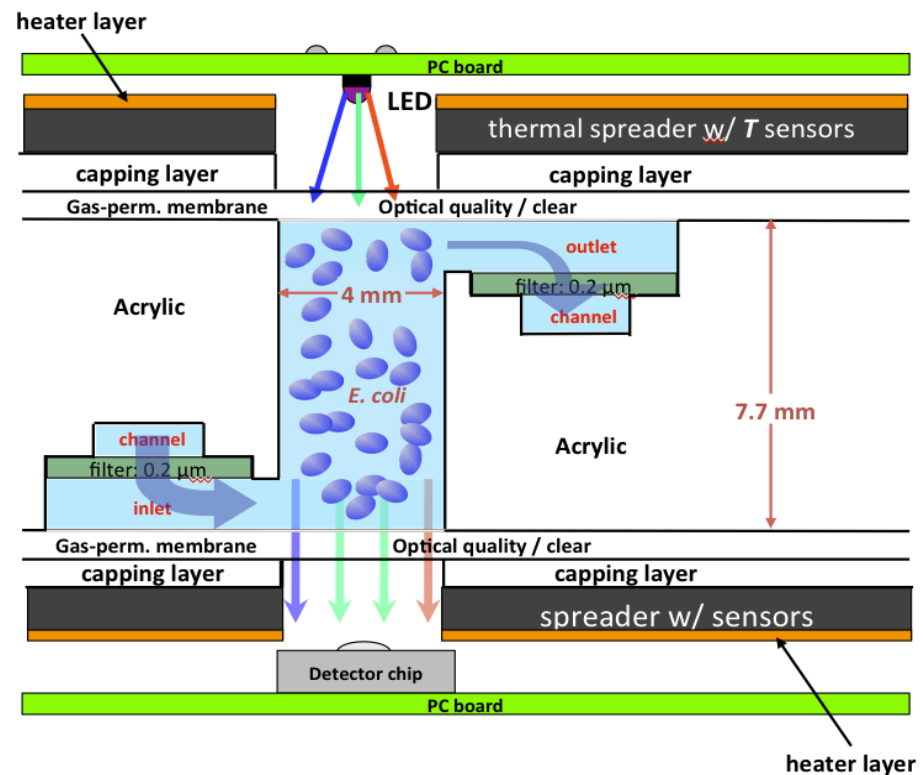 heater layer
PC board
LED
thermal spreader w/ T sensors
capping layer
capping layer
Gas-perm. membrane
Optical quality / clear
outlet
filter: 0.2 µm
4 mm
channel
Acrylic
E. coli
7.7 mm
channel
Acrylic
filter: 0.2 µm
inlet
Gas-perm. membrane
Optical quality / clear
capping layer
capping layer
spreader w/ sensors
Detector chip
PC board
heater layer